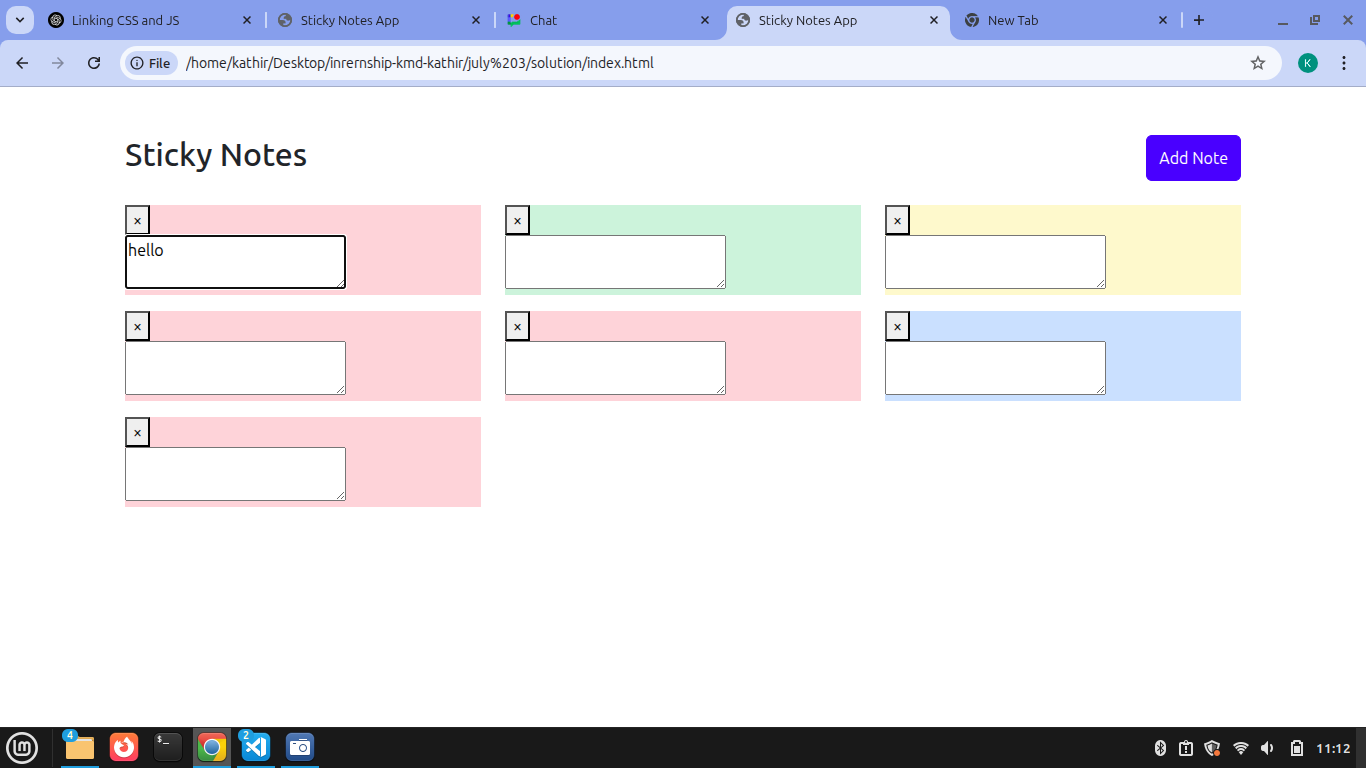 Linking CSS and JS
Sticky Notes App
Chat
Sticky Notes App
New Tab
File
/home/kathir/Desktop/inrernship-kmd-kathir/july%203/solution/index.html
K
Sticky Notes
Add Note
×
×
×
hello
×
×
×
×
4
$_
2
11:12